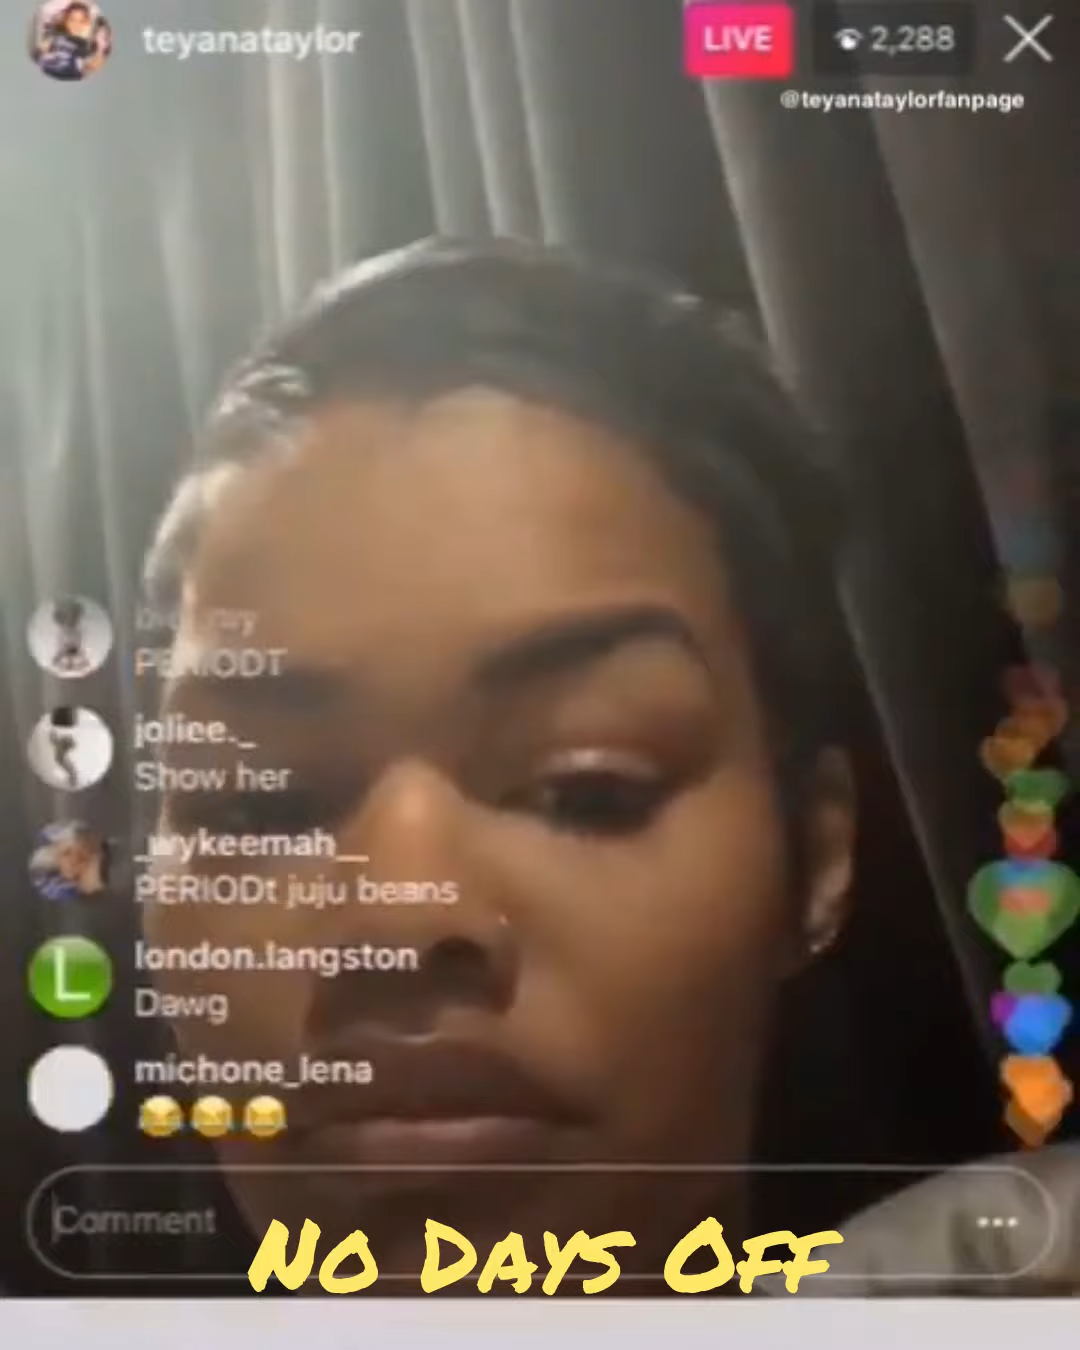 teyanataylor
LIVE
2,288
@teyanataylorfanpage
PERIODT
joliee._
Show her
_wykeemah__
PERIODt juju beans
L
london.langston
Dawg
michone_lena
😂😂😂
Comment
No Days Off